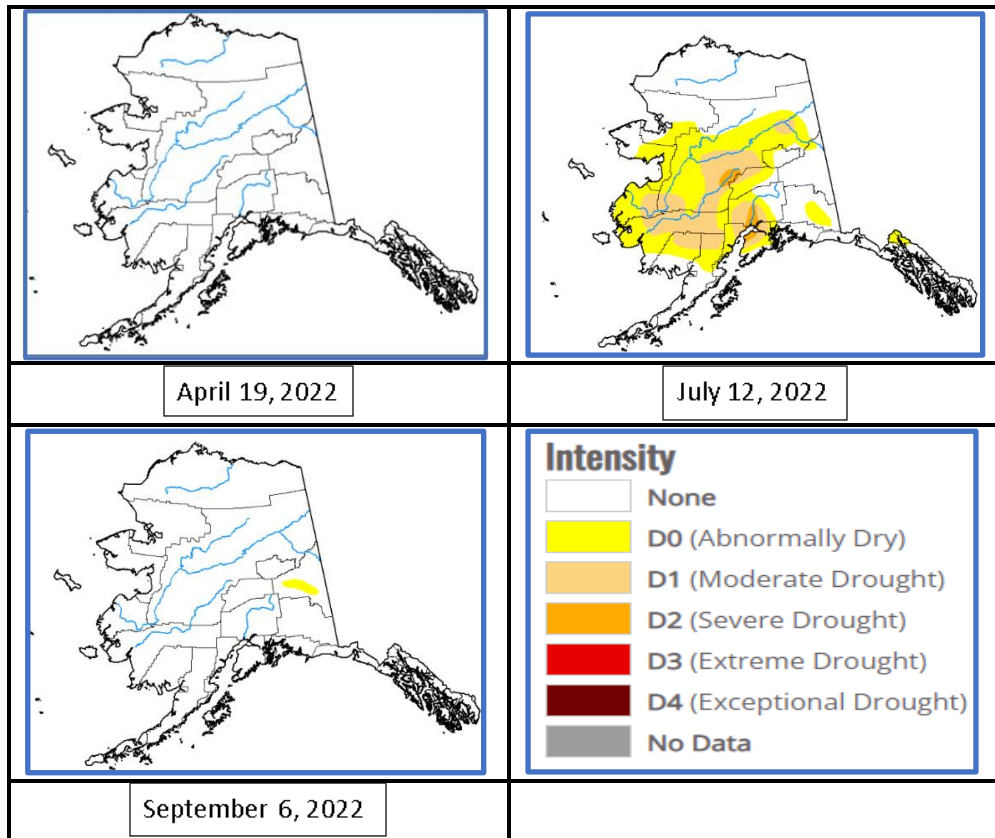 April 19, 2022
July 12, 2022
September 6, 2022
Intensity
None
D0 (Abnormally Dry)
D1 (Moderate Drought)
D2 (Severe Drought)
D3 (Extreme Drought)
D4 (Exceptional Drought)
No Data